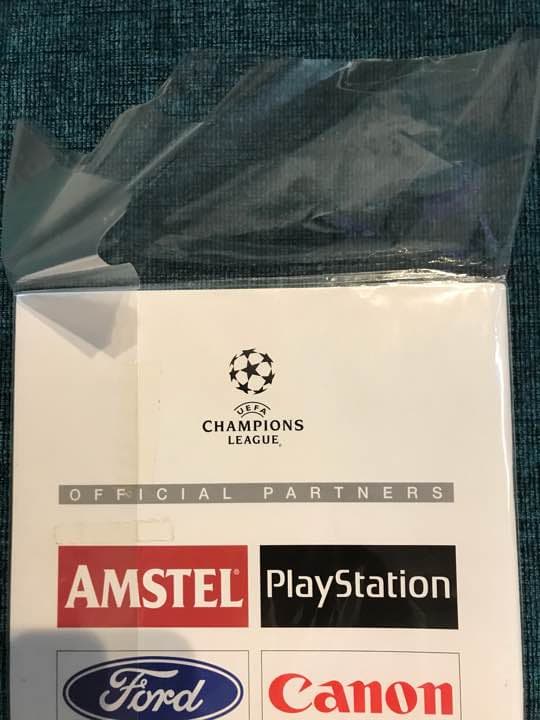 UEFA
CHAMPIONS
LEAGUE
OFFICIAL PARTNERS
AMSTEL
PlayStation
Ford
Canon